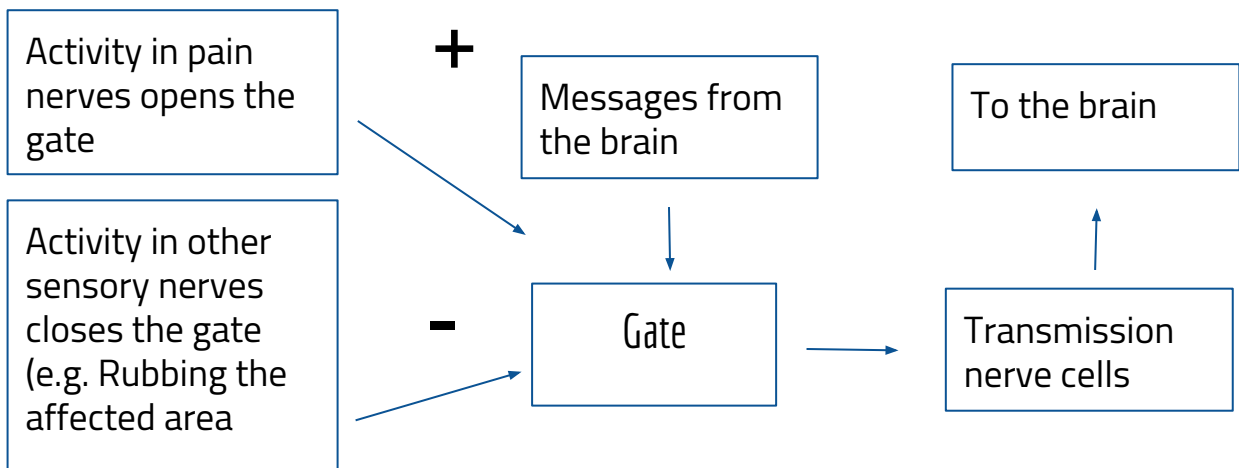 Activity in pain
nerves opens the
gate
+
Messages from
the brain
To the brain
Activity in other
sensory nerves
closes the gate
(e.g. Rubbing the
affected area
-
Gate
Transmission
nerve cells